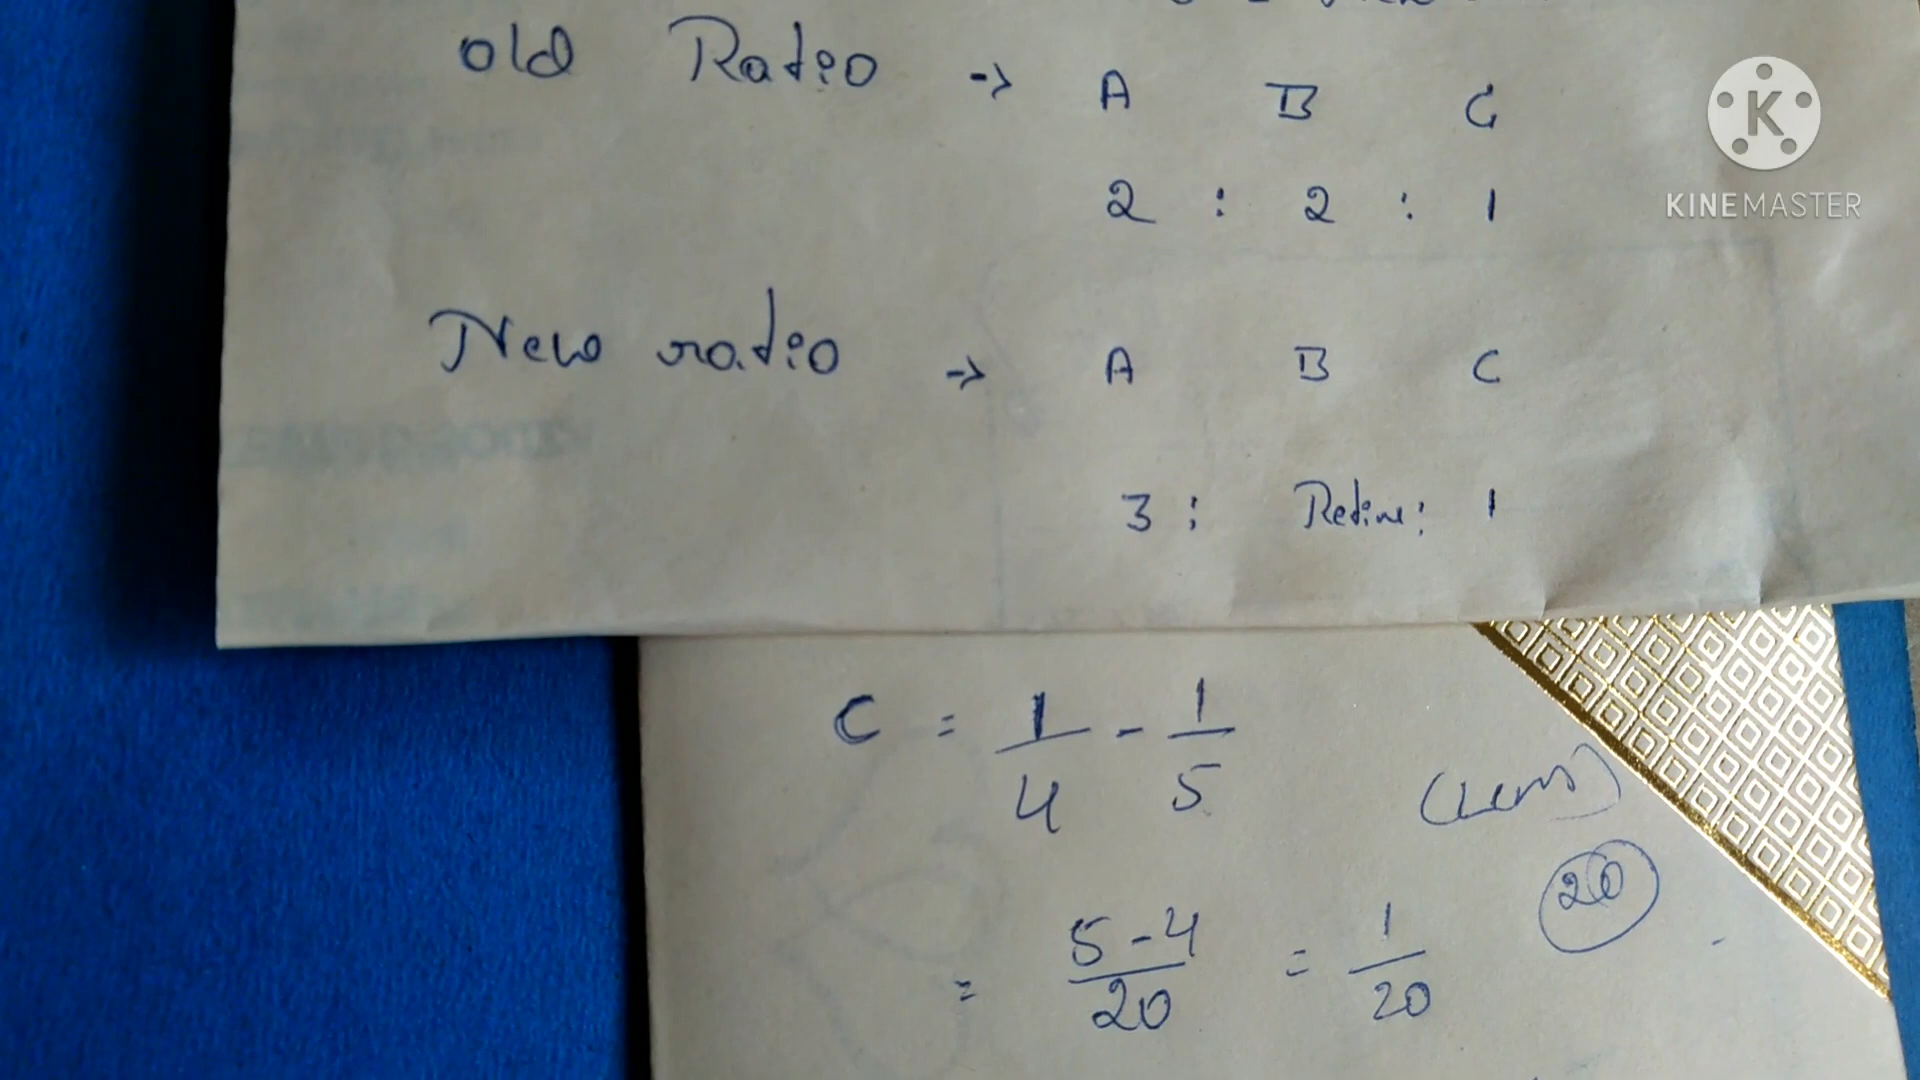 old Ratio -> A B C
2 : 2 : 1
New ratio -> A B C
3 : Retire : 1
C = 1/4 - 1/5
(LCM)
20
= 5-4/20 = 1/20
K
KINEMASTER